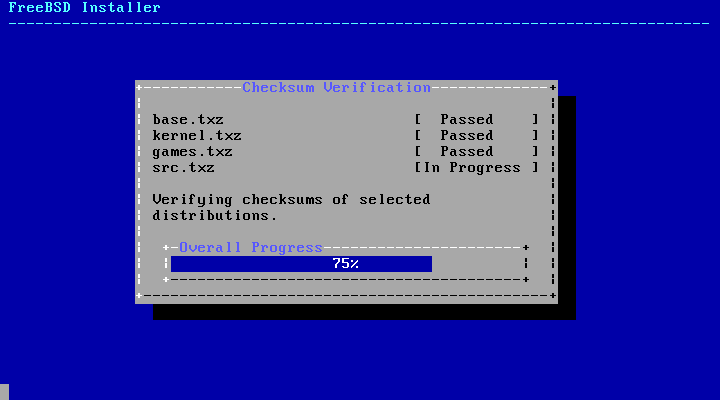 FreeBSD Installer
Checksum Verification
base.txz [ Passed ]
kernel.txz [ Passed ]
games.txz [ Passed ]
src.txz [In Progress ]
Verifying checksums of selected
distributions.
Overall Progress
75%